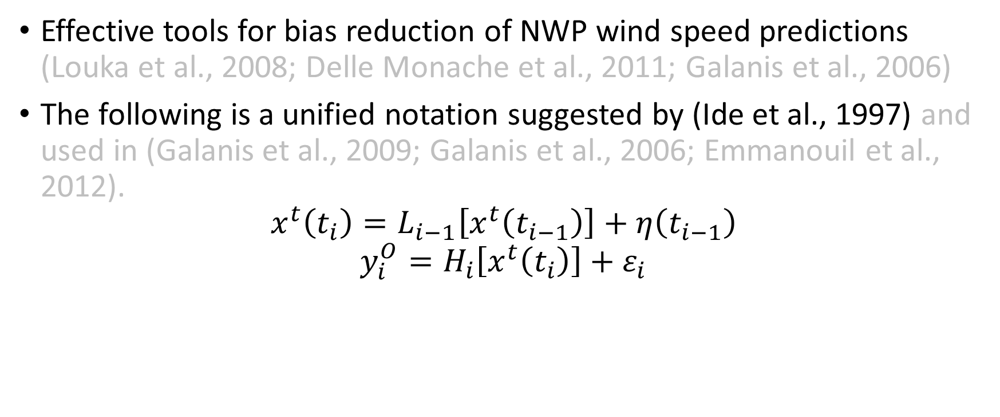 • Effective tools for bias reduction of NWP wind speed predictions
(Louka et al., 2008; Delle Monache et al., 2011; Galanis et al., 2006)
• The following is a unified notation suggested by (Ide et al., 1997) and
used in (Galanis et al., 2009; Galanis et al., 2006; Emmanouil et al.,
2012).
$x^t(t_i) = L_{i-1}[x^t(t_{i-1})] + \eta(t_{i-1})$
$y_i^O = H_i[x^t(t_i)] + \varepsilon_i$